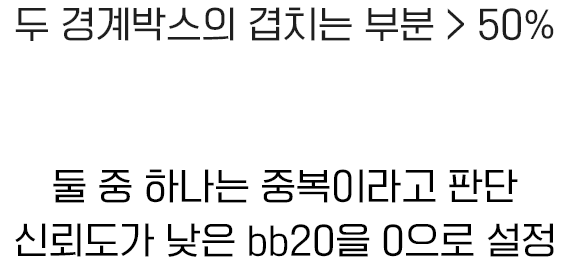 두 경계박스의 겹치는 부분 > 50%
둘 중 하나는 중복이라고 판단
신뢰도가 낮은 bb20을 0으로 설정